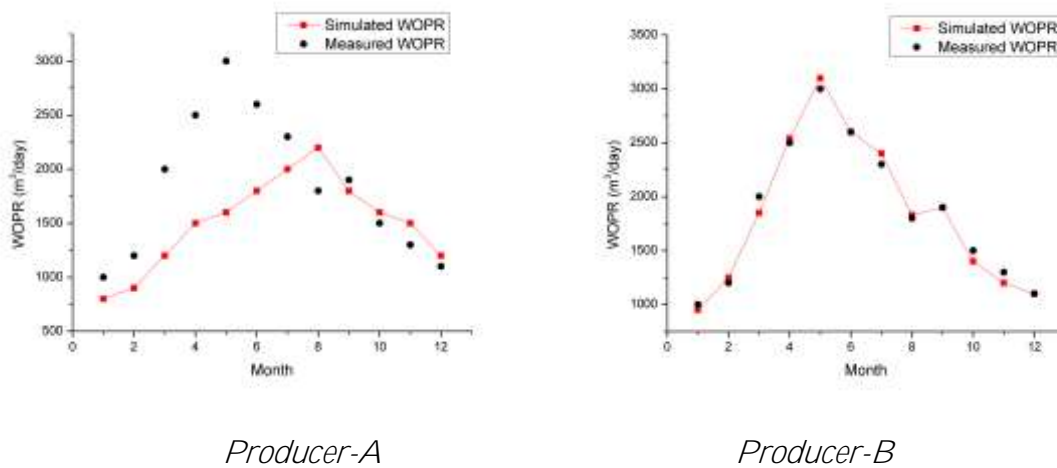 Simulated WOPR
Measured WOPR
3000
2500
2000
1500
1000
500
WOPR (m³/day)
0 2 4 6 8 10 12
Month
Producer-A
Simulated WOPR
Measured WOPR
3500
3000
2500
2000
1500
1000
WOPR (m³/day)
0 2 4 6 8 10 12
Month
Producer-B